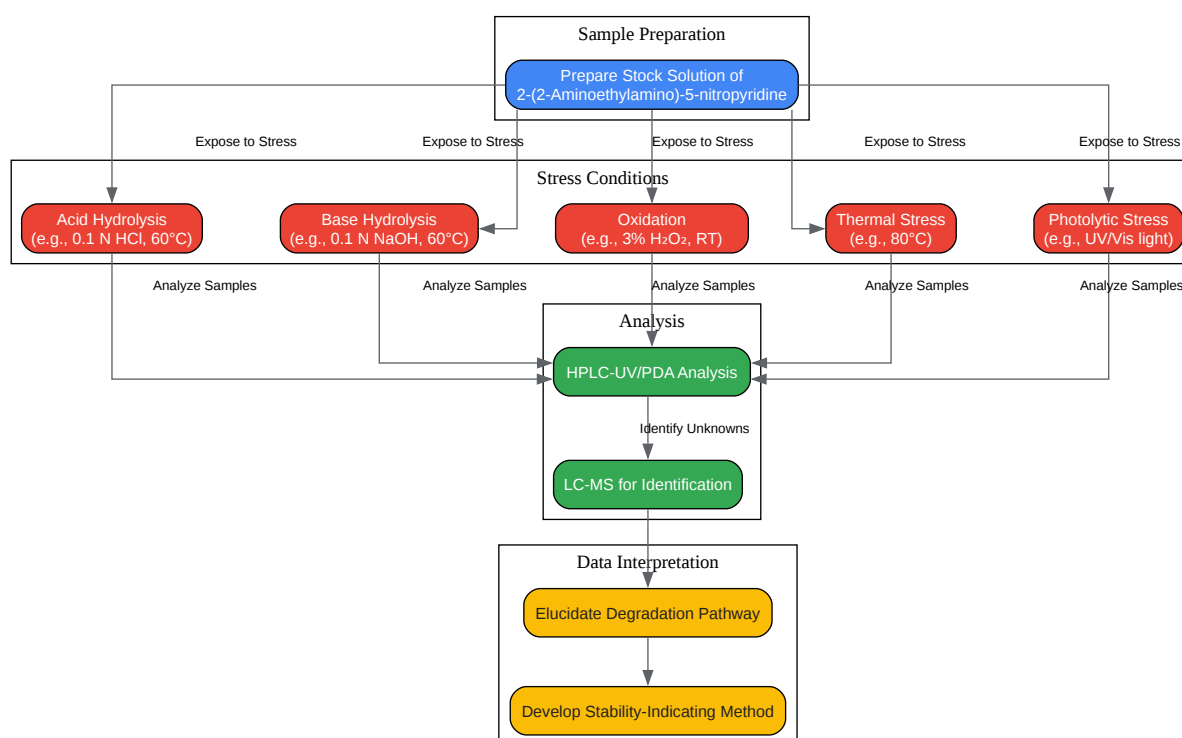 Sample Preparation
Prepare Stock Solution of
2-(2-Aminoethylamino)-5-nitropyridine
Expose to Stress
Expose to Stress
Expose to Stress
Expose to Stress
Expose to Stress
Stress Conditions
Acid Hydrolysis
(e.g., 0.1 N HCl, 60°C)
Base Hydrolysis
(e.g., 0.1 N NaOH, 60°C)
Oxidation
(e.g., 3% H₂O₂, RT)
Thermal Stress
(e.g., 80°C)
Photolytic Stress
(e.g., UV/Vis light)
Analyze Samples
Analyze Samples
Analyze Samples
Analyze Samples
Analyze Samples
Analysis
HPLC-UV/PDA Analysis
Identify Unknowns
LC-MS for Identification
Data Interpretation
Elucidate Degradation Pathway
Develop Stability-Indicating Method